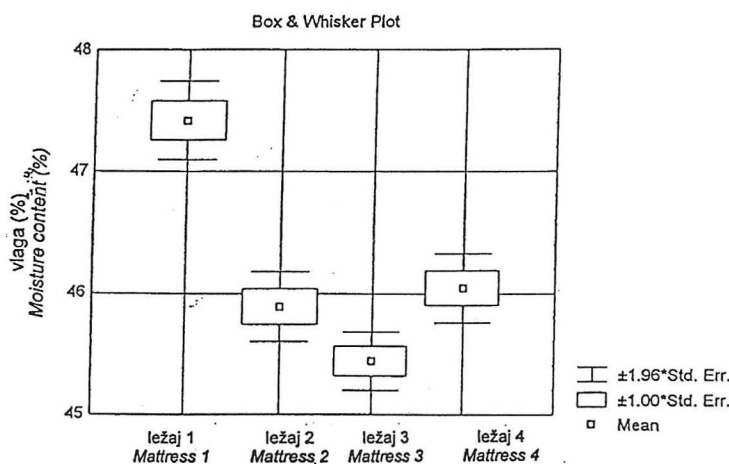 Box & Whisker Plot
48
47
46
45
vlaga (%)
Moisture content (%)
ležaj 1
Mattress 1
ležaj 2
Mattress 2
ležaj 3
Mattress 3
ležaj 4
Mattress 4
±1.96*Std. Err.
±1.00*Std. Err.
Mean